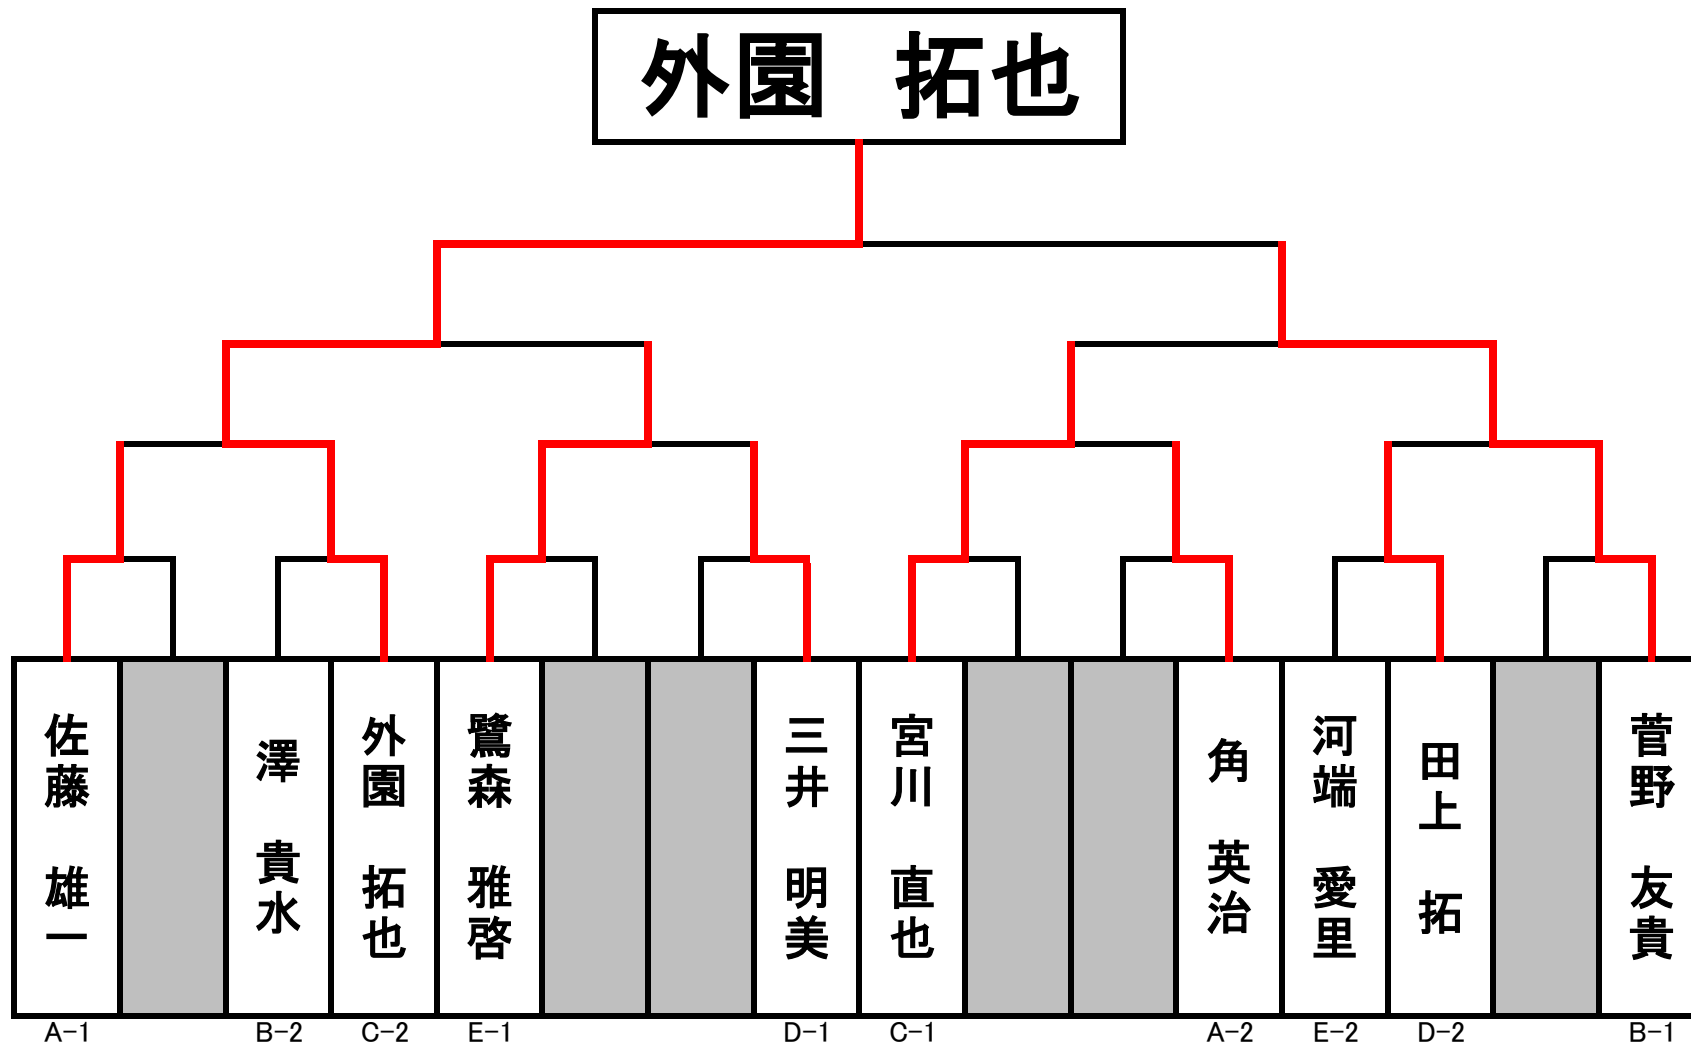 外園　拓也
佐藤　雄一
澤　貴水
外園　拓也
鷺森　雅啓
三井　明美
宮川　直也
角　英治
河端　愛里
田上　拓
菅野　友貴
A-1
B-2
C-2
E-1
D-1
C-1
A-2
E-2
D-2
B-1